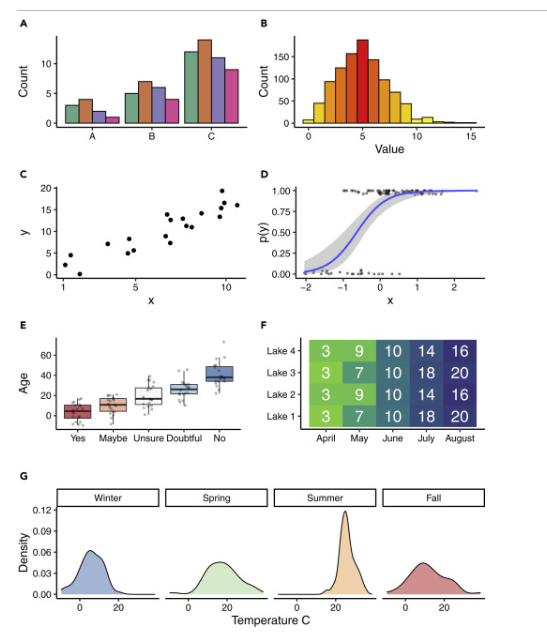 A
B
Count
10
5
0
A
B
C
Count
150
100
50
0
0
5
10
15
Value
C
D
y
20
15
10
5
0
1
5
10
x
p(y)
1.00
0.75
0.50
0.25
0.00
−2
−1
0
1
2
x
E
F
Age
60
40
20
0
Yes Maybe Unsure Doubtful No
Lake 4 3 9 10 14 16
Lake 3 3 7 10 18 20
Lake 2 3 9 10 14 16
Lake 1 3 7 10 18 20
April May June July August
G
Winter Spring Summer Fall
Density
0.12
0.09
0.06
0.03
0.00
0 20 0 20 0 20 0 20
Temperature C